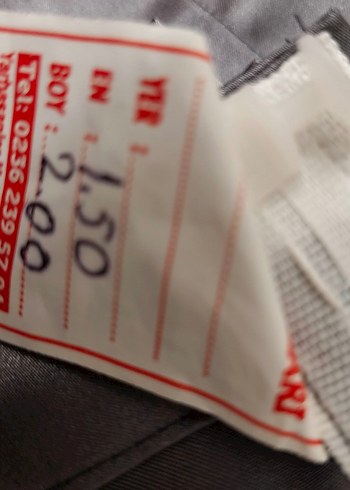 YER :
EN : 1.50
BOY : 2.00
Tel: 0236 239 57